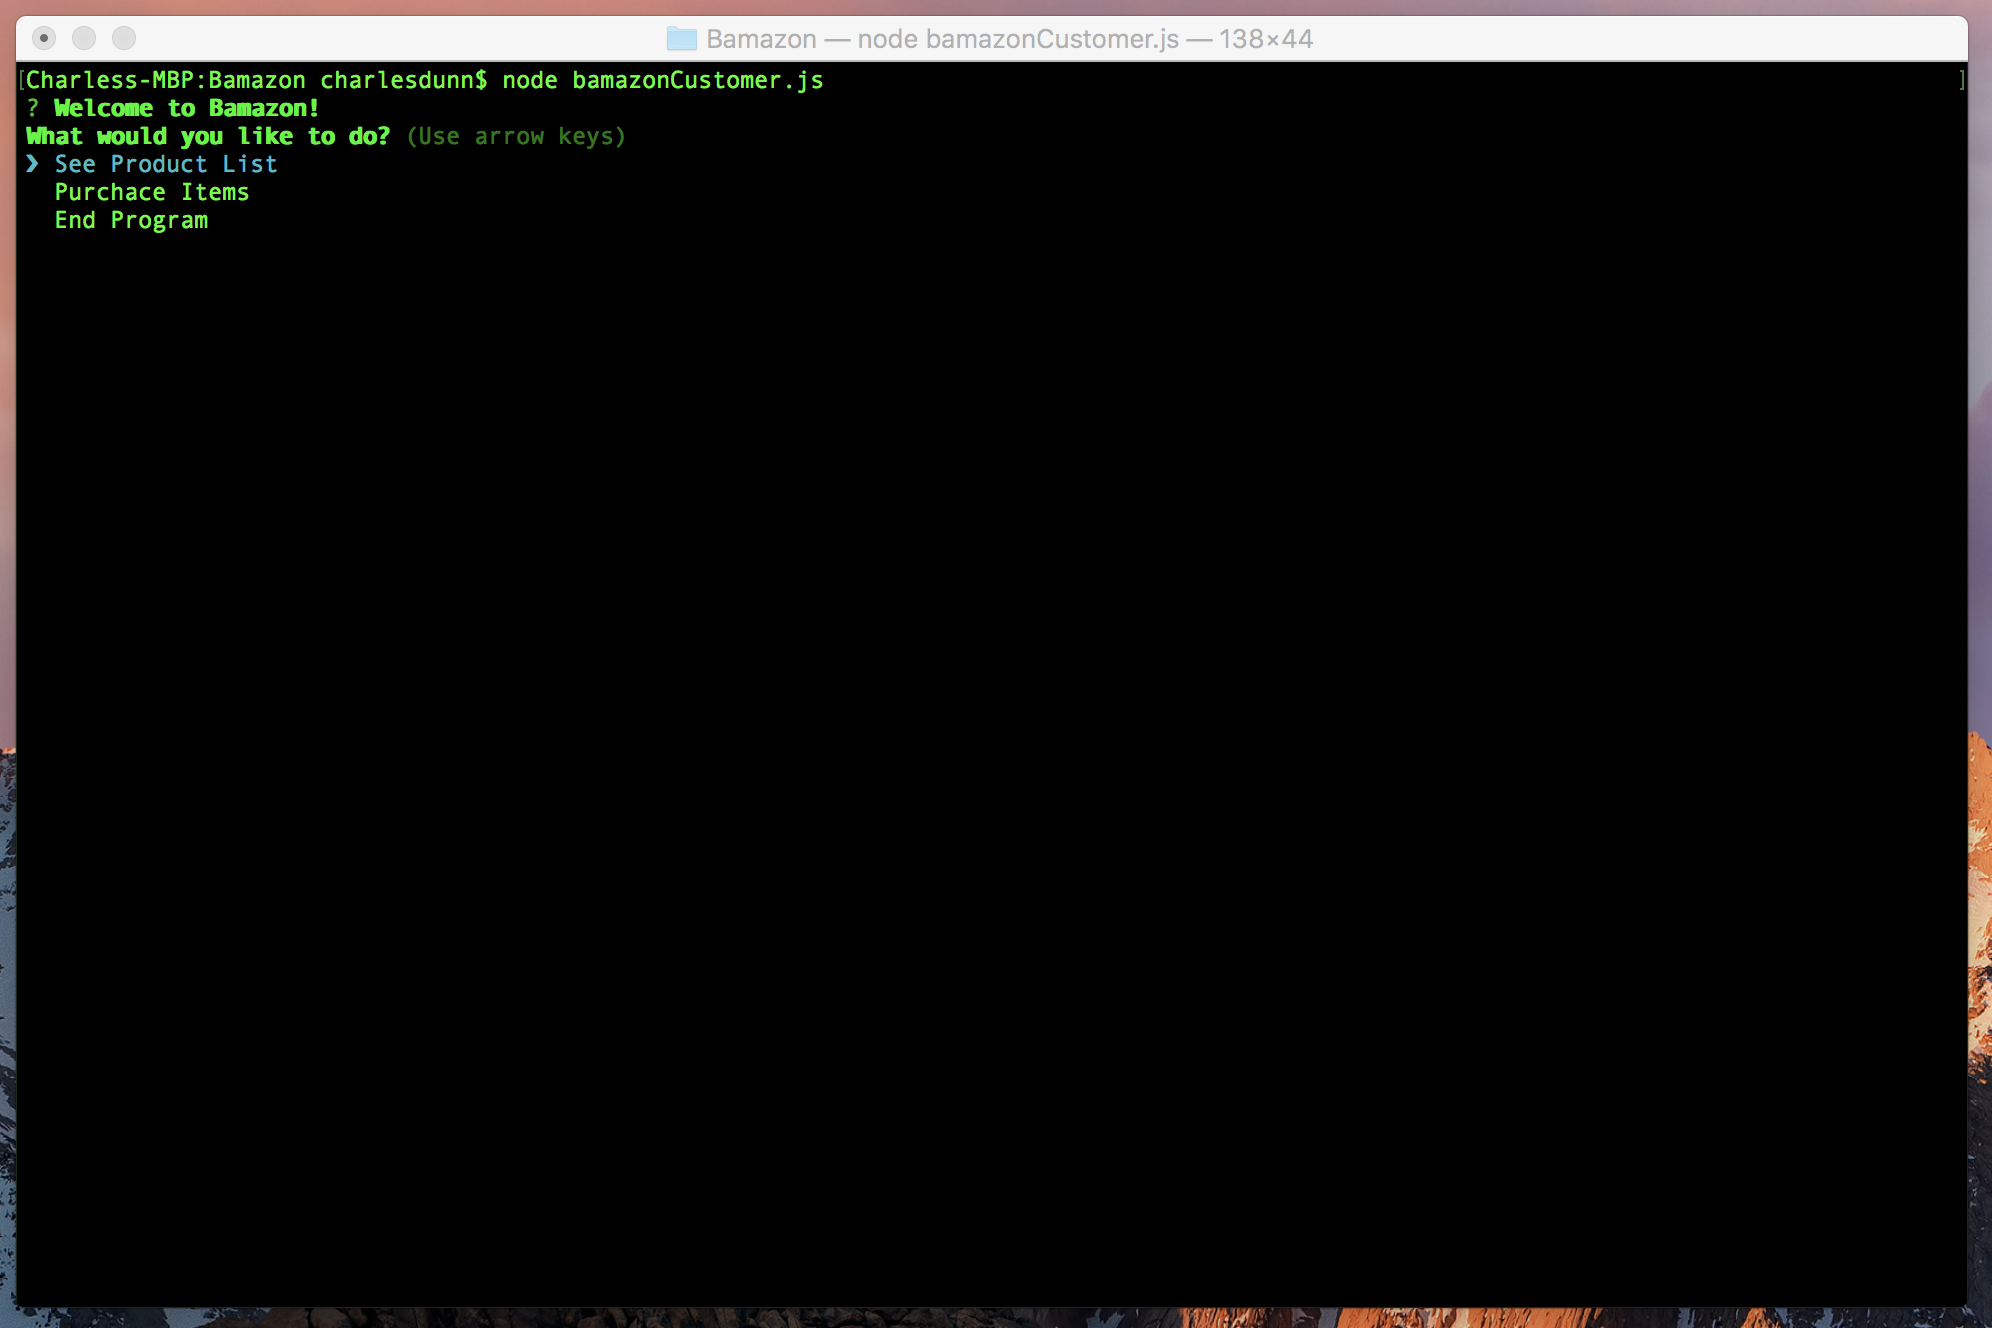 Bamazon — node bamazonCustomer.js — 138×44
[Charless-MBP:Bamazon charlesdunn$ node bamazonCustomer.js ]
? Welcome to Bamazon!
What would you like to do? (Use arrow keys)
❯ See Product List
Purchace Items
End Program